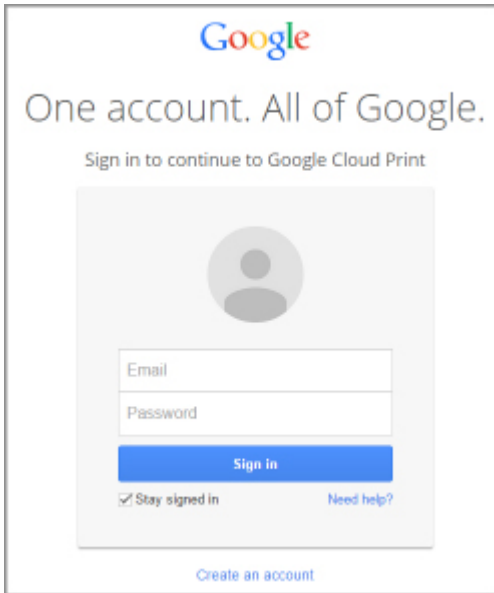 Google
One account. All of Google.
Sign in to continue to Google Cloud Print
Email
Password
Sign in
Stay signed in Need help?
Create an account